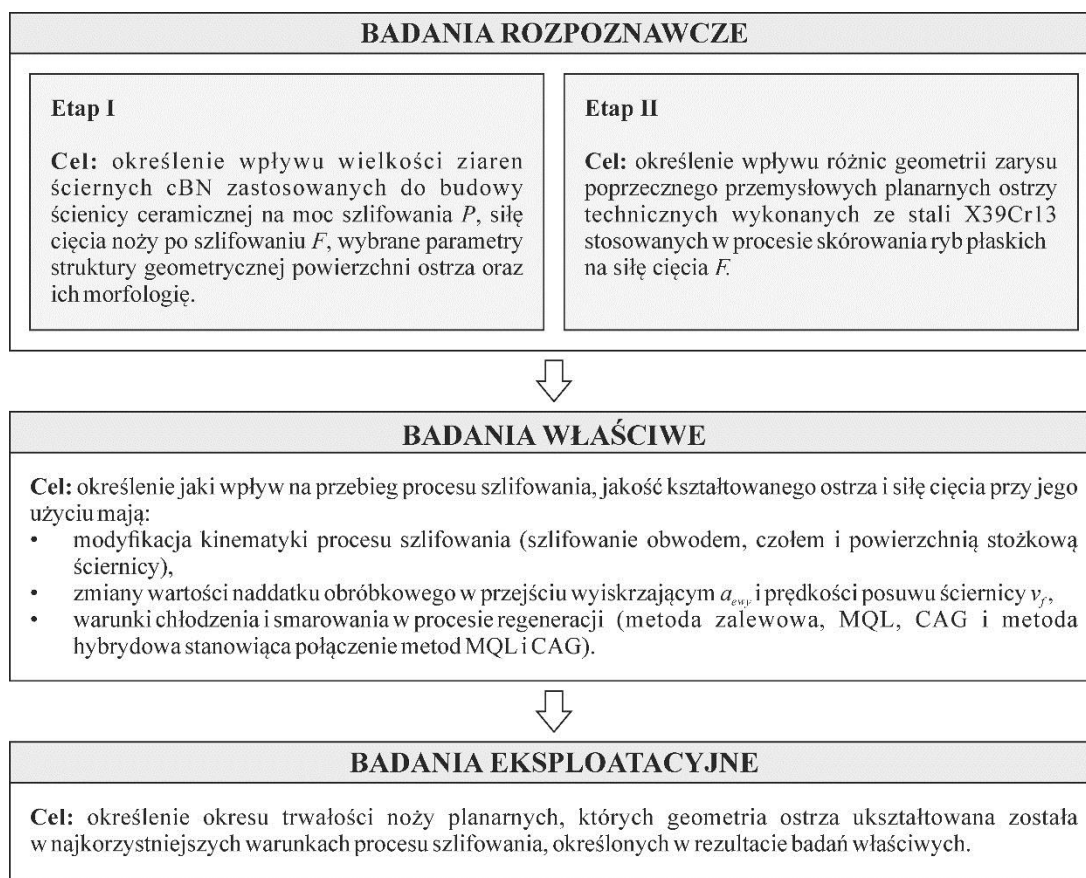 BADANIA ROZPOZNAWCZE
Etap I
Cel: określenie wpływu wielkości ziaren
ściernych cBN zastosowanych do budowy
ścienicy ceramicznej na moc szlifowania P, siłę
cięcia noży po szlifowaniu F, wybrane parametry
struktury geometrycznej powierzchni ostrza oraz
ich morfologię.
Etap II
Cel: określenie wpływu różnic geometrii zarysu
poprzecznego przemysłowych planarnych ostrzy
technicznych wykonanych ze stali X39Cr13
stosowanych w procesie skórowania ryb płaskich
na siłę cięcia F.
BADANIA WŁAŚCIWE
Cel: określenie jaki wpływ na przebieg procesu szlifowania, jakość kształtowanego ostrza i siłę cięcia przy jego
użyciu mają:
• modyfikacja kinematyki procesu szlifowania (szlifowanie obwodem, czołem i powierzchnią stożkową
ściernicy),
• zmiany wartości naddatku obróbkowego w przejściu wyiskrzającym aewy i prędkości posuwu ściernicy vf,
• warunki chłodzenia i smarowania w procesie regeneracji (metoda zalewowa, MQL, CAG i metoda
hybrydowa stanowiąca połączenie metod MQL i CAG).
BADANIA EKSPLOATACYJNE
Cel: określenie okresu trwałości noży planarnych, których geometria ostrza ukształtowana została
w najkorzystniejszych warunkach procesu szlifowania, określonych w rezultacie badań właściwych.